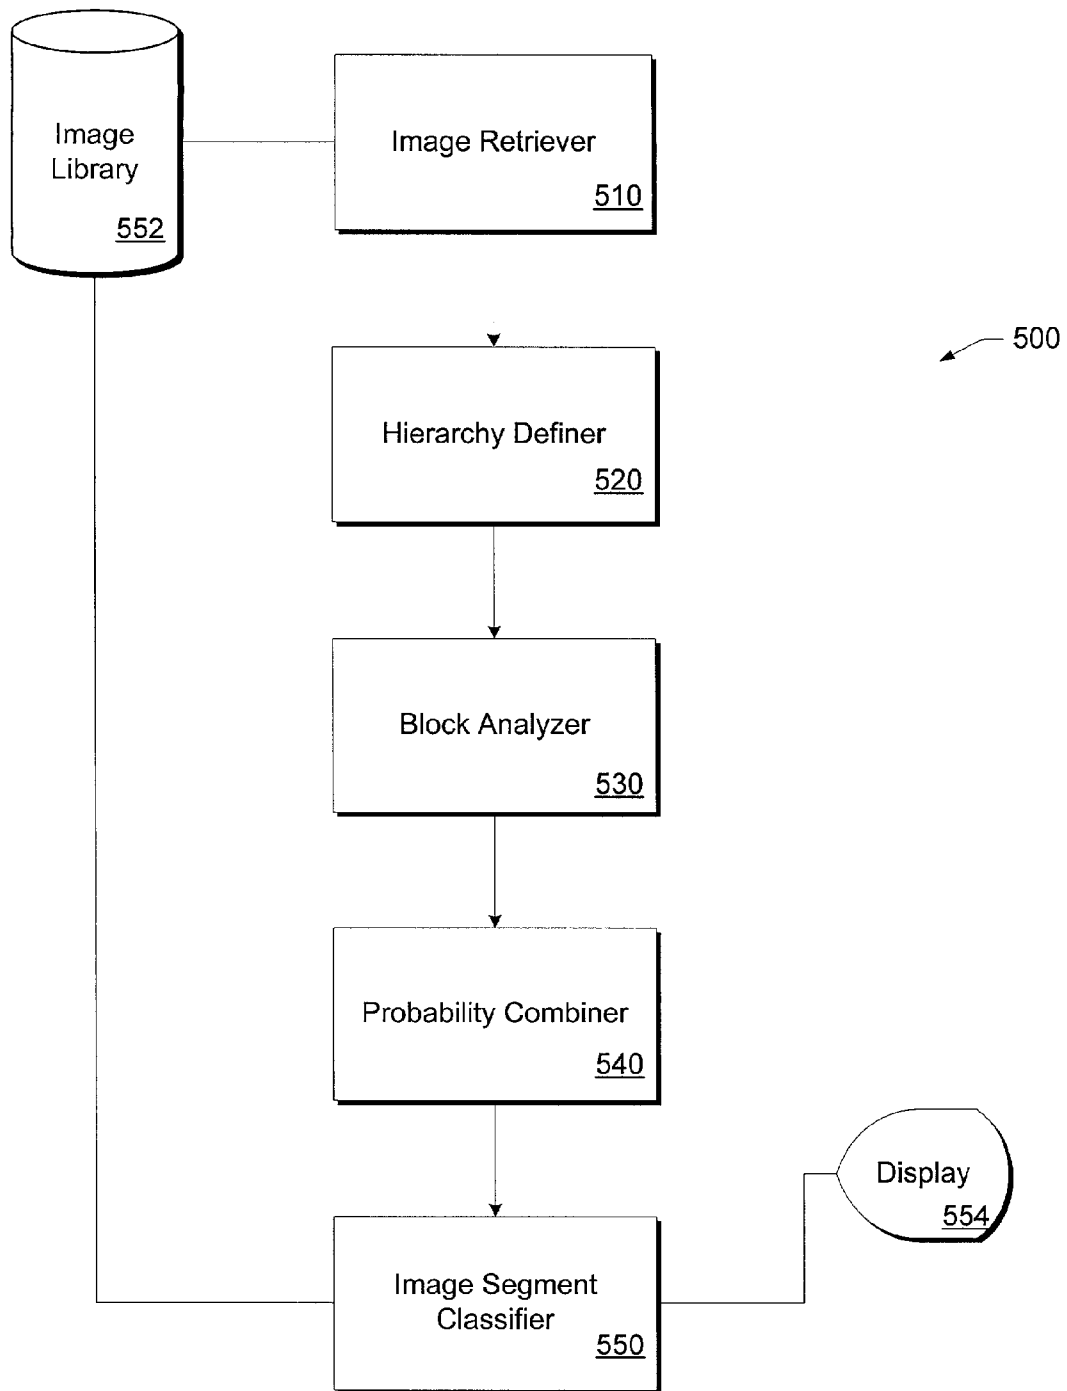 Image
Library
552
Image Retriever
510
500
Hierarchy Definer
520
Block Analyzer
530
Probability Combiner
540
Display
554
Image Segment
Classifier
550